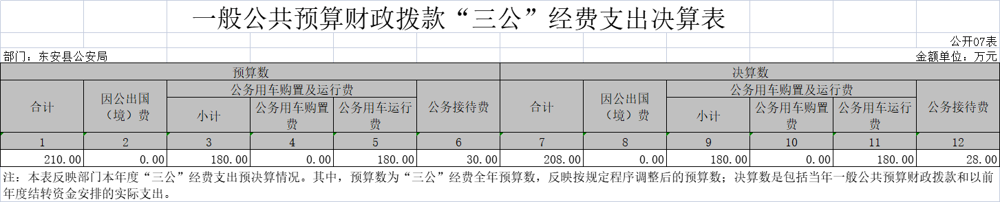 一般公共预算财政拨款“三公”经费支出决算表
公开07表
部门：东安县公安局 金额单位：万元
预算数 决算数
合计 因公出国（境）费 公务用车购置及运行费 公务接待费 合计 因公出国（境）费 公务用车购置及运行费 公务接待费
小计 公务用车购置费 公务用车运行费 小计 公务用车购置费 公务用车运行费
1 2 3 4 5 6 7 8 9 10 11 12
210.00 0.00 180.00 0.00 180.00 30.00 208.00 0.00 180.00 0.00 180.00 28.00
注：本表反映部门本年度“三公”经费支出预决算情况。其中，预算数为“三公”经费全年预算数，反映按规定程序调整后的预算数；决算数是包括当年一般公共预算财政拨款和以前
年度结转资金安排的实际支出。